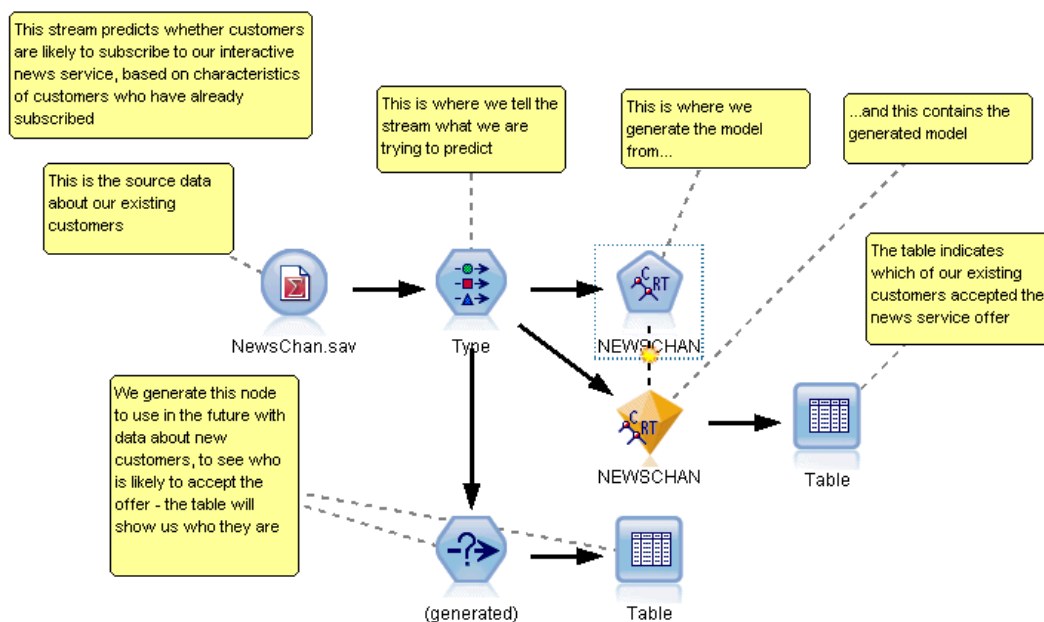 This stream predicts whether customers
are likely to subscribe to our interactive
news service, based on characteristics
of customers who have already
subscribed
This is where we tell the
stream what we are
trying to predict
This is where we
generate the model
from...
...and this contains the
generated model
This is the source data
about our existing
customers
The table indicates
which of our existing
customers accepted the
news service offer
C
RT
NewsChan.sav
Type
NEWSCHAN
We generate this node
to use in the future with
data about new
customers, to see who
is likely to accept the
offer - the table will
show us who they are
C
RT
NEWSCHAN
Table
?
(generated)
Table